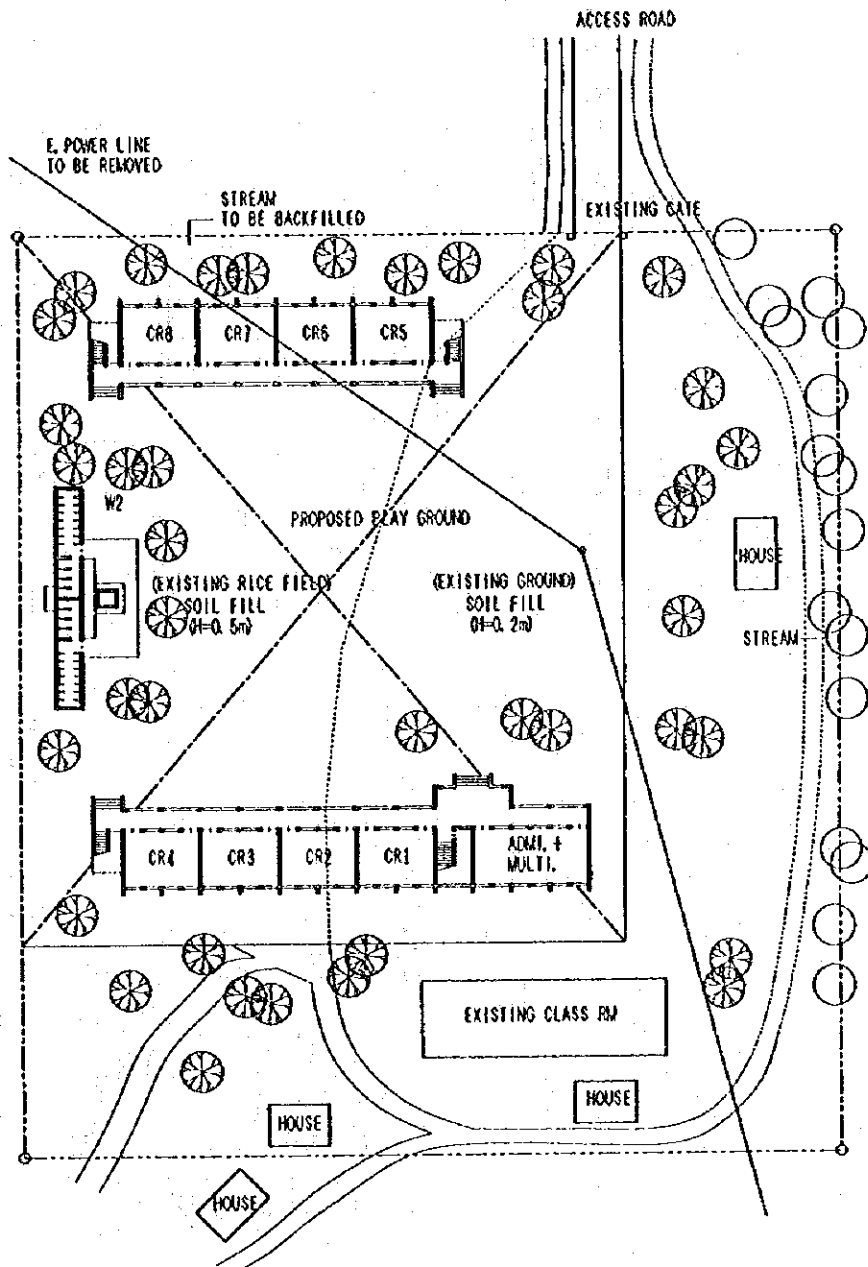 ACCESS ROAD
E. POWER LINE
TO BE REMOVED
STREAM
TO BE BACKFILLED
EXISTING GATE
CR8
CR7
CR6
CR5
W2
PROPOSED PLAY GROUND
HOUSE
(EXISTING RICE FIELD)
SOIL FILL
(H=0.5m)
(EXISTING GROUND)
SOIL FILL
(H=0.2m)
STREAM
CR4
CR3
CR2
CR1
ADMI. +
MULTI.
EXISTING CLASS RM
HOUSE
HOUSE
HOUSE